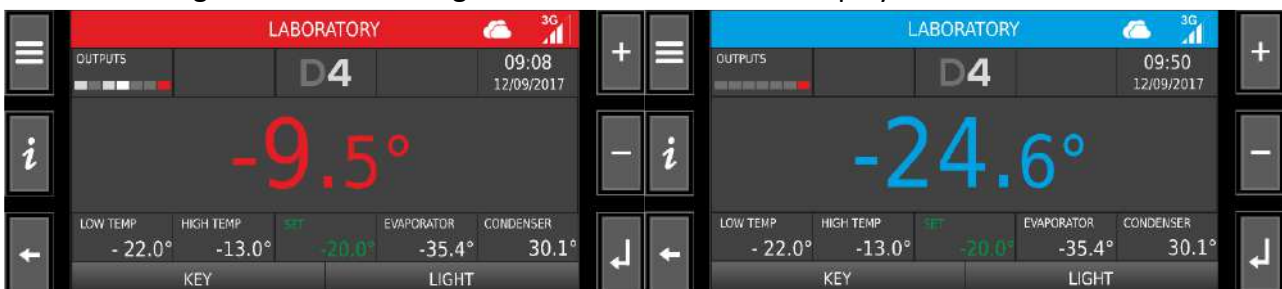 LABORATORY 3G
OUTPUTS D4 09:08
12/09/2017
-9.5°
LOW TEMP HIGH TEMP SET EVAPORATOR CONDENSER
- 22.0° -13.0° -20.0° -35.4° 30.1°
KEY LIGHT
LABORATORY 3G
OUTPUTS D4 09:50
12/09/2017
-24.6°
LOW TEMP HIGH TEMP SET EVAPORATOR CONDENSER
- 22.0° -13.0° -20.0° -35.4° 30.1°
KEY LIGHT